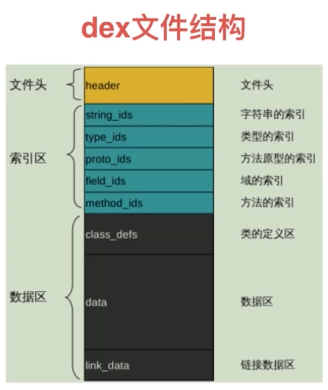 dex文件结构
文件头 header 文件头
string_ids 字符串的索引
type_ids 类型的索引
索引区 proto_ids 方法原型的索引
field_ids 域的索引
method_ids 方法的索引
class_defs 类的定义区
数据区 data 数据区
link_data 链接数据区